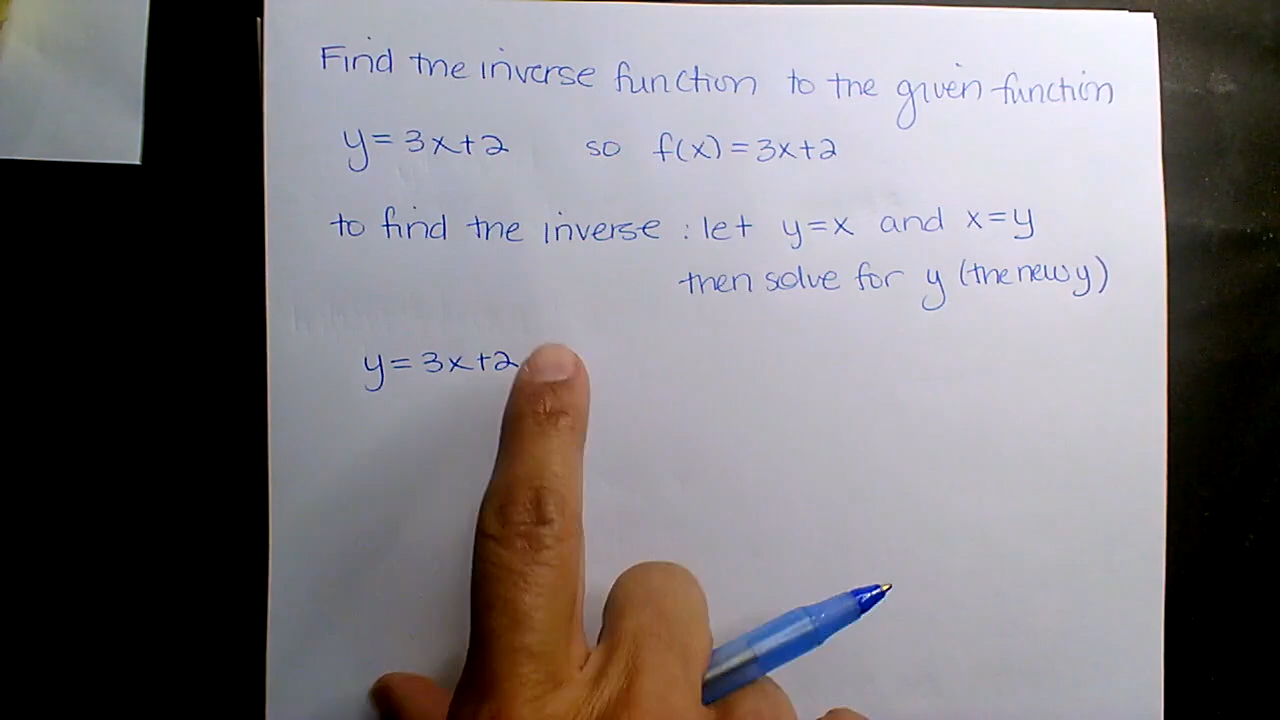 Find the inverse function to the given function
y=3x+2 so f(x)=3x+2
to find the inverse : let y=x and x=y
then solve for y (the new y)
y=3x+2